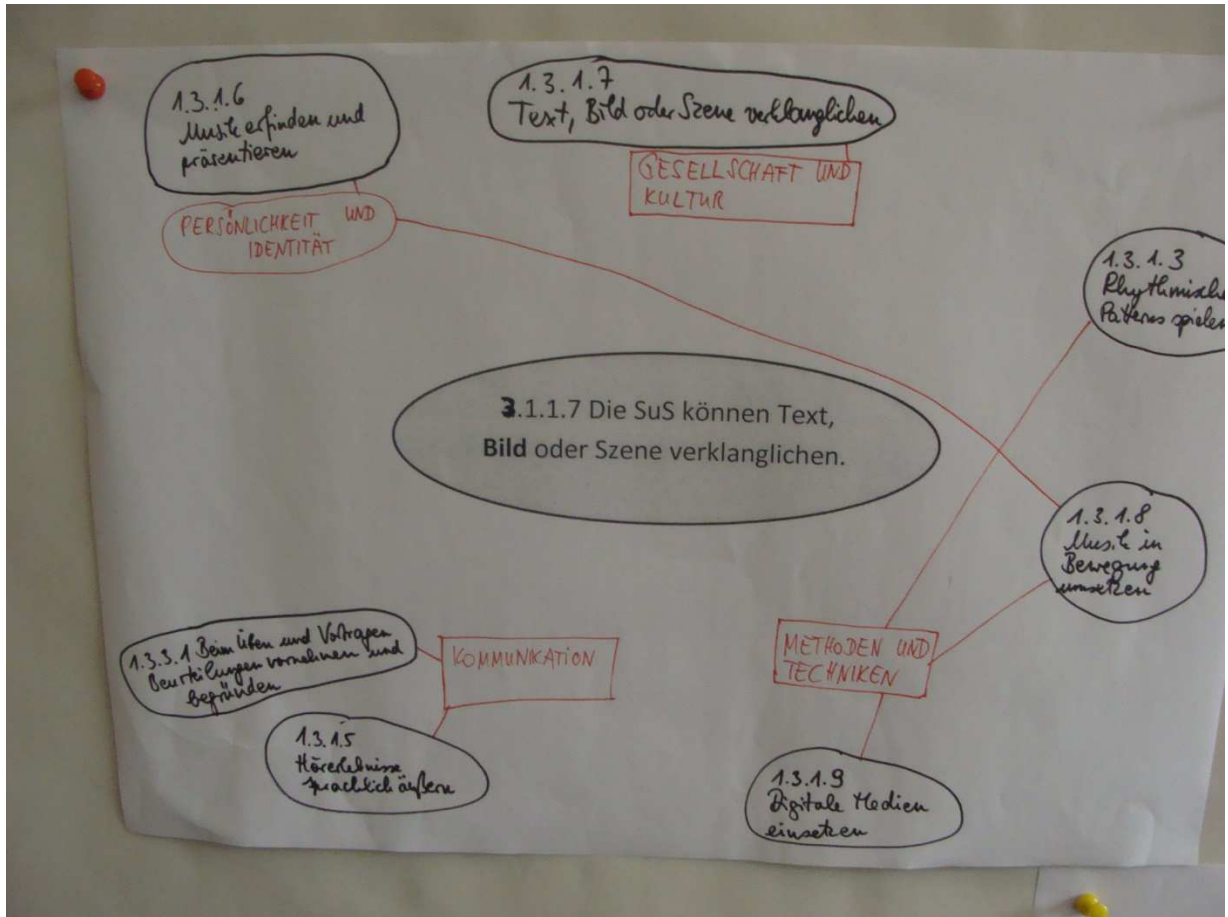 1.3.1.6
Musik erfinden und
präsentieren
PERSÖNLICHKEIT UND
IDENTITÄT
1.3.1.7
Text, Bild oder Szene verklanglichen
GESELLSCHAFT UND
KULTUR
1.3.1.3
Rhythmische
Patterns spielen
3.1.1.7 Die SuS können Text,
Bild oder Szene verklanglichen.
1.3.1.8
Musik in
Bewegung
umsetzen
1.3.3.1 Beim Üben und Vortragen
Beurteilungen vornehmen und
begründen
KOMMUNIKATION
1.3.1.5
Hörerlebnisse
sprachlich äußern
METHODEN UND
TECHNIKEN
1.3.1.9
Digitale Medien
einsetzen